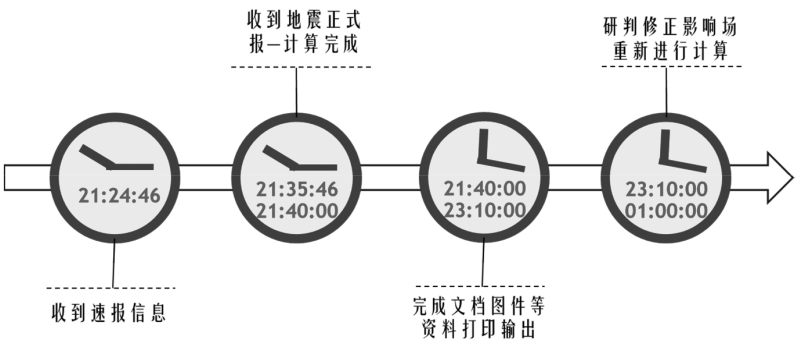 收到地震正式
报—计算完成
研判修正影响场
重新进行计算
21:24:46
21:35:46
21:40:00
21:40:00
23:10:00
23:10:00
01:00:00
收到速报信息
完成文档图件等
资料打印输出